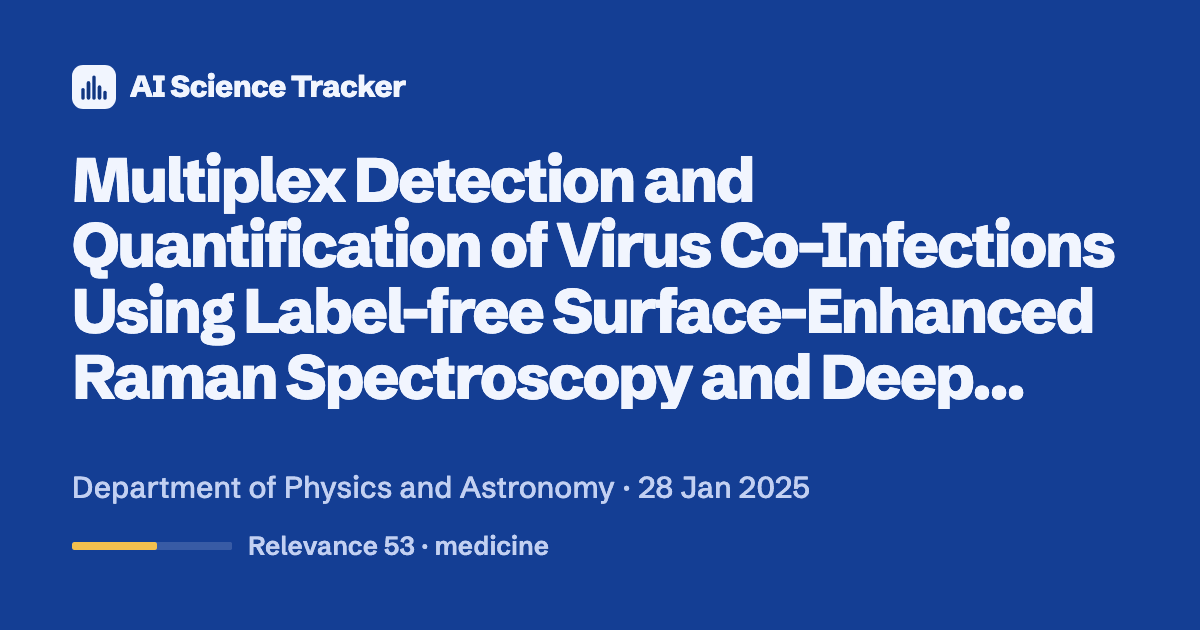 AI Science Tracker
Multiplex Detection and
Quantification of Virus Co-Infections
Using Label-free Surface-Enhanced
Raman Spectroscopy and Deep...
Department of Physics and Astronomy · 28 Jan 2025
Relevance 53 · medicine